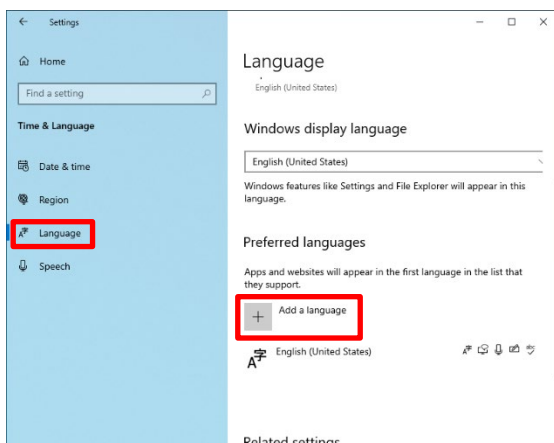 Settings
Home
Find a setting
Time & Language
Date & time
Region
Language
Speech
Language
English (United States)
Windows display language
English (United States)
Windows features like Settings and File Explorer will appear in this
language.
Preferred languages
Apps and websites will appear in the first language in the list that
they support.
Add a language
English (United States)
Related settings